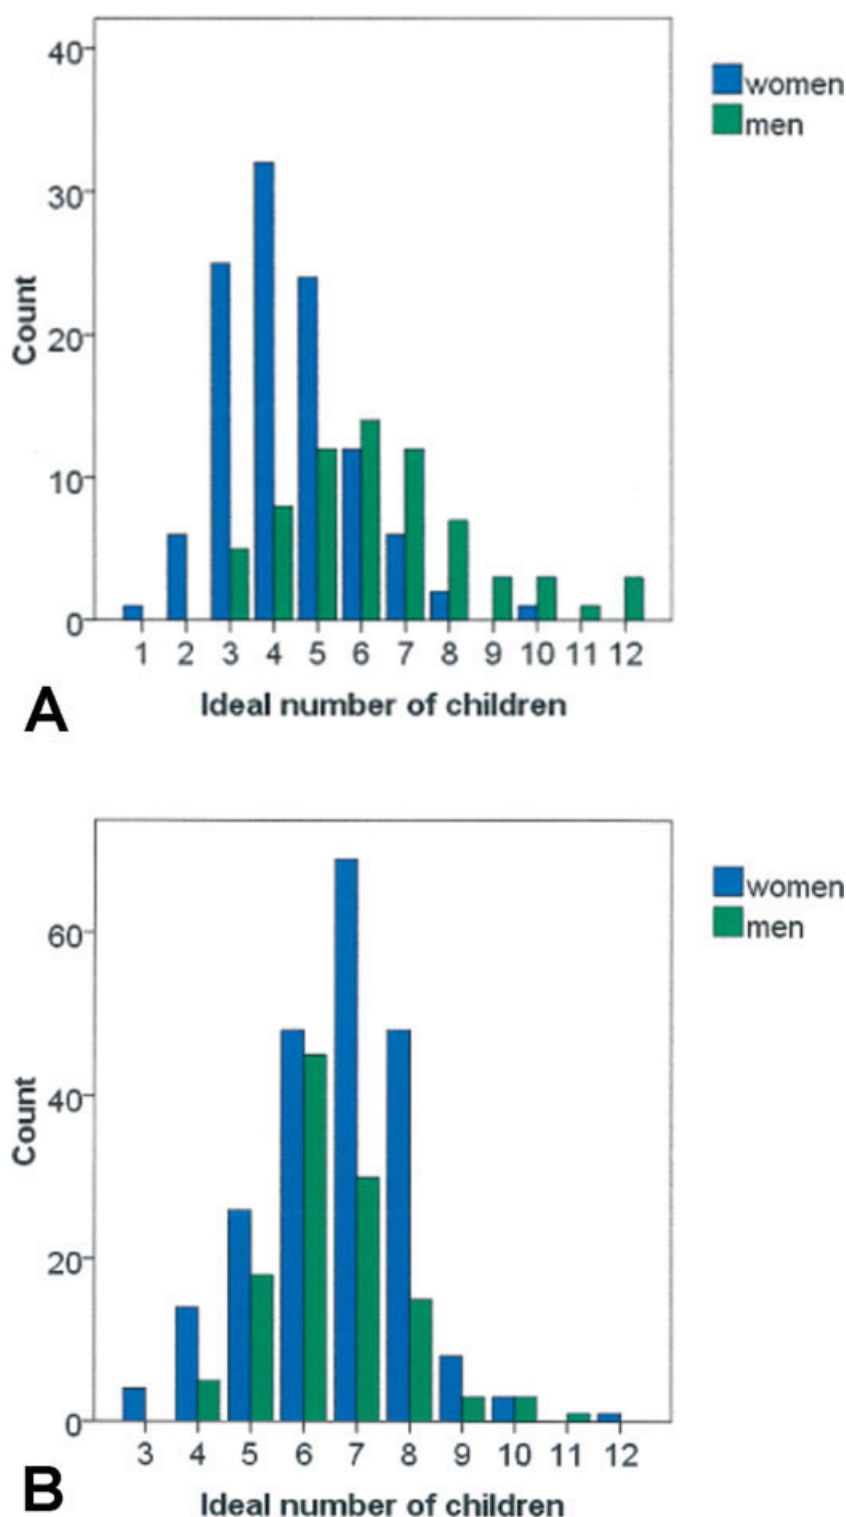 40
women
men
30
Count
20
10
0
1 2 3 4 5 6 7 8 9 10 11 12
A
Ideal number of children
women
men
60
Count
40
20
0
3 4 5 6 7 8 9 10 11 12
B
Ideal number of children